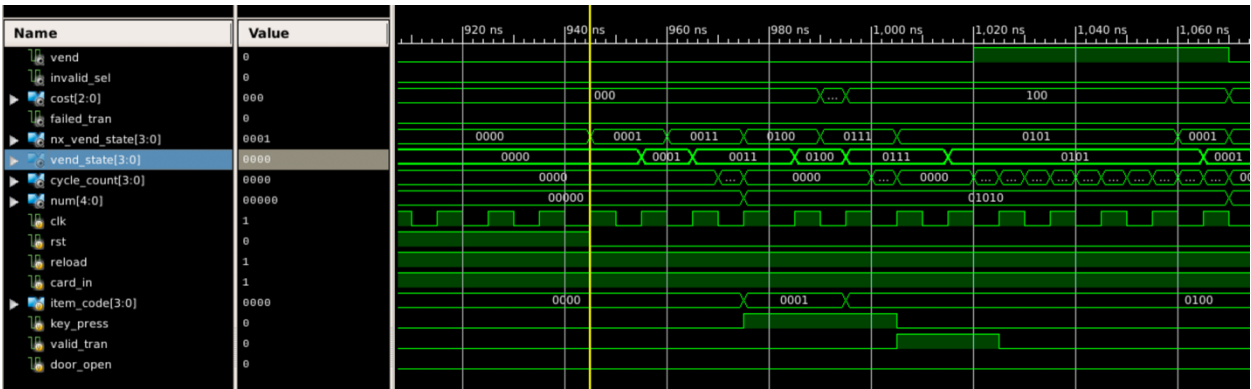 Name Value 920 ns 940 ns 960 ns 980 ns 1,000 ns 1,020 ns 1,040 ns 1,060 ns
vend 0
invalid_sel 0
cost[2:0] 000 000 ... 100
failed_tran 0
nx_vend_state[3:0] 0001 0000 0001 0011 0100 0111 0101 0001
vend_state[3:0] 0000 0000 0001 0011 0100 0111 0101 0001
cycle_count[3:0] 0000 0000 ... 0000 ... 0000 ... ... ... ... ... ... ... ... ... ... 00
num[4:0] 00000 00000 01010
clk 1
rst 0
reload 1
card_in 1
item_code[3:0] 0000 0000 0001 0100
key_press 0
valid_tran 0
door_open 0